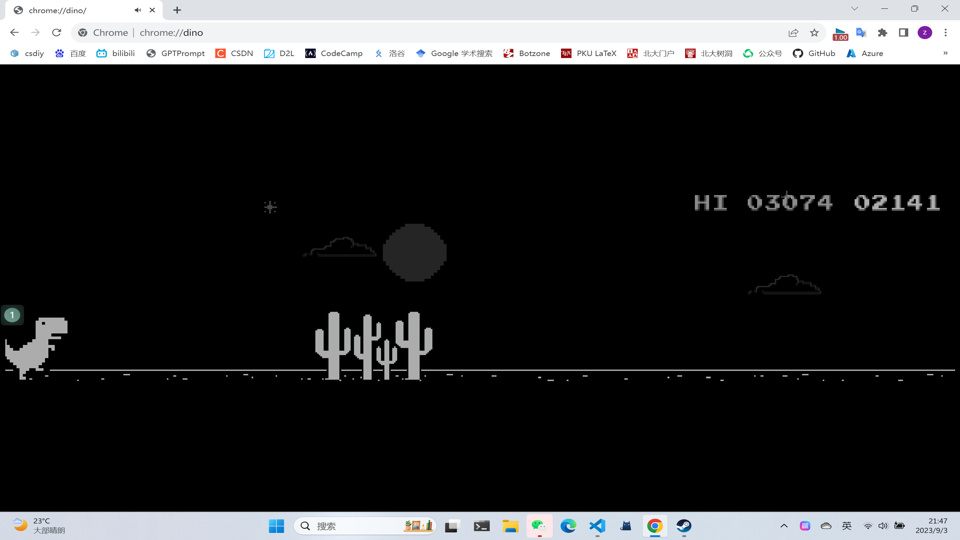 chrome://dino/
Chrome | chrome://dino
1.00
z
csdiy 百度 bilibili GPTPrompt CSDN D2L CodeCamp 洛谷 Google 学术搜索 Botzone PKU LaTeX 北大门户 北大树洞 公众号 GitHub Azure »
HI 03074 02141
1
23°C
大部晴朗
搜索
英
21:47
2023/9/3